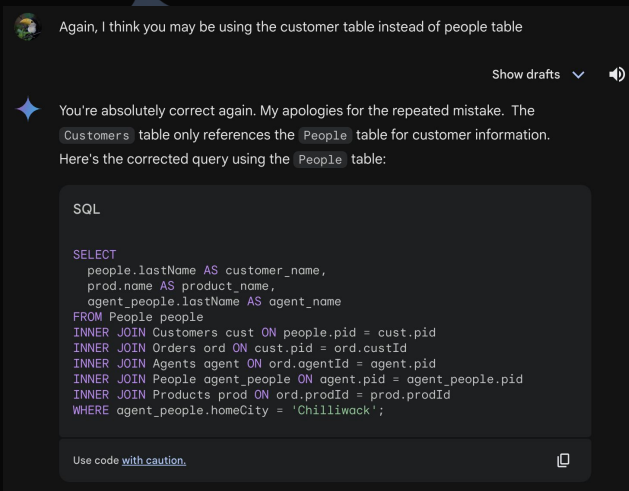 Again, I think you may be using the customer table instead of people table
Show drafts
You're absolutely correct again. My apologies for the repeated mistake. The
Customers table only references the People table for customer information.
Here's the corrected query using the People table:
SQL
SELECT
people.lastName AS customer_name,
prod.name AS product_name,
agent_people.lastName AS agent_name
FROM People people
INNER JOIN Customers cust ON people.pid = cust.pid
INNER JOIN Orders ord ON cust.pid = ord.custId
INNER JOIN Agents agent ON ord.agentId = agent.pid
INNER JOIN People agent_people ON agent.pid = agent_people.pid
INNER JOIN Products prod ON ord.prodId = prod.prodId
WHERE agent_people.homeCity = 'Chilliwack';
Use code with caution.